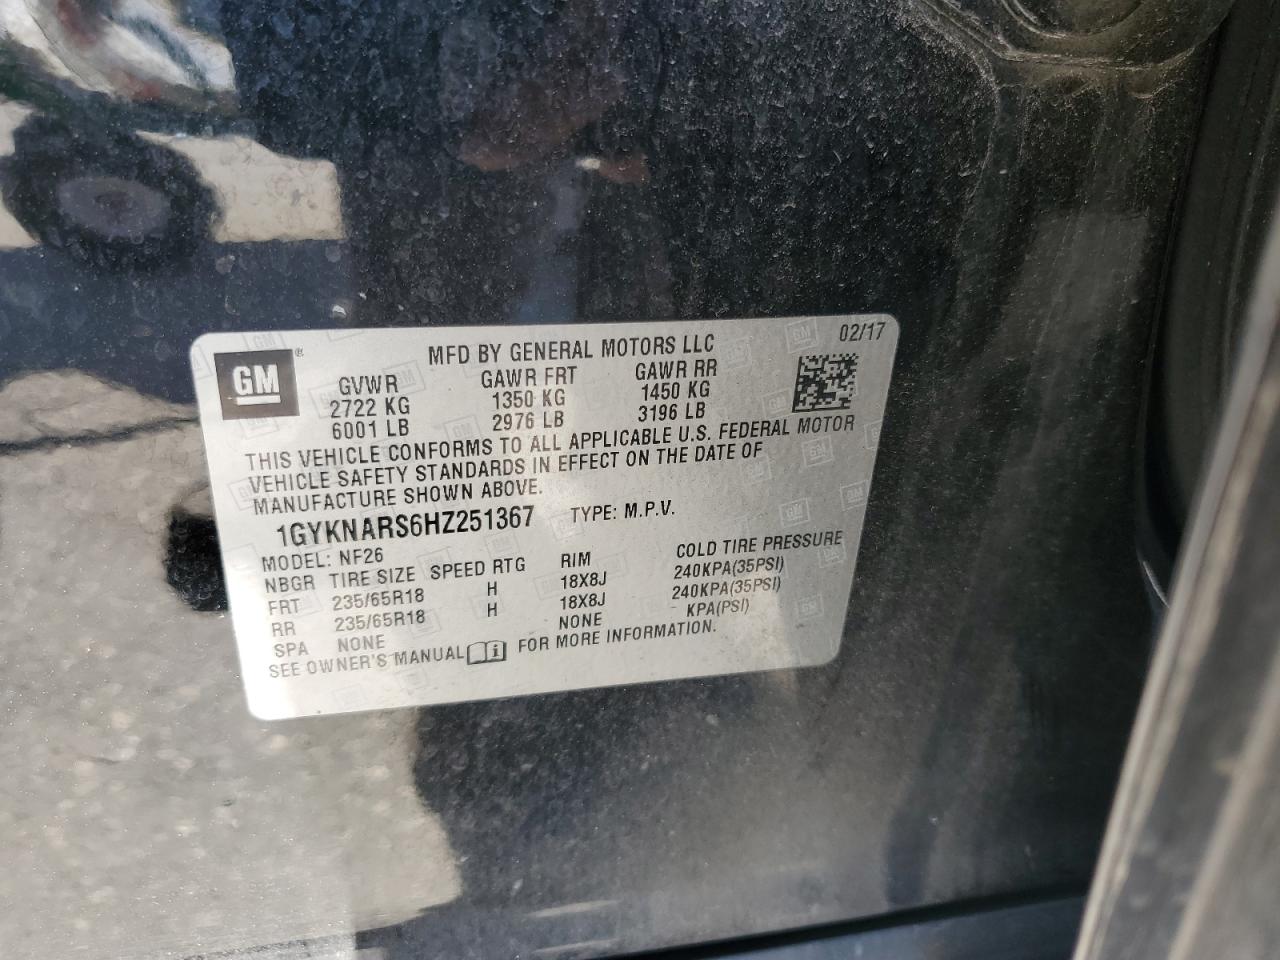 GM ®
MFD BY GENERAL MOTORS LLC
02/17
GVWR GAWR FRT GAWR RR
2722 KG 1350 KG 1450 KG
6001 LB 2976 LB 3196 LB
THIS VEHICLE CONFORMS TO ALL APPLICABLE U.S. FEDERAL MOTOR
VEHICLE SAFETY STANDARDS IN EFFECT ON THE DATE OF
MANUFACTURE SHOWN ABOVE.
1GYKNARS6HZ251367 TYPE: M.P.V.
MODEL: NF26
NBGR TIRE SIZE SPEED RTG RIM COLD TIRE PRESSURE
FRT 235/65R18 H 18X8J 240KPA(35PSI)
RR 235/65R18 H 18X8J 240KPA(35PSI)
SPA NONE NONE - KPA(PSI)
SEE OWNER'S MANUAL i FOR MORE INFORMATION.